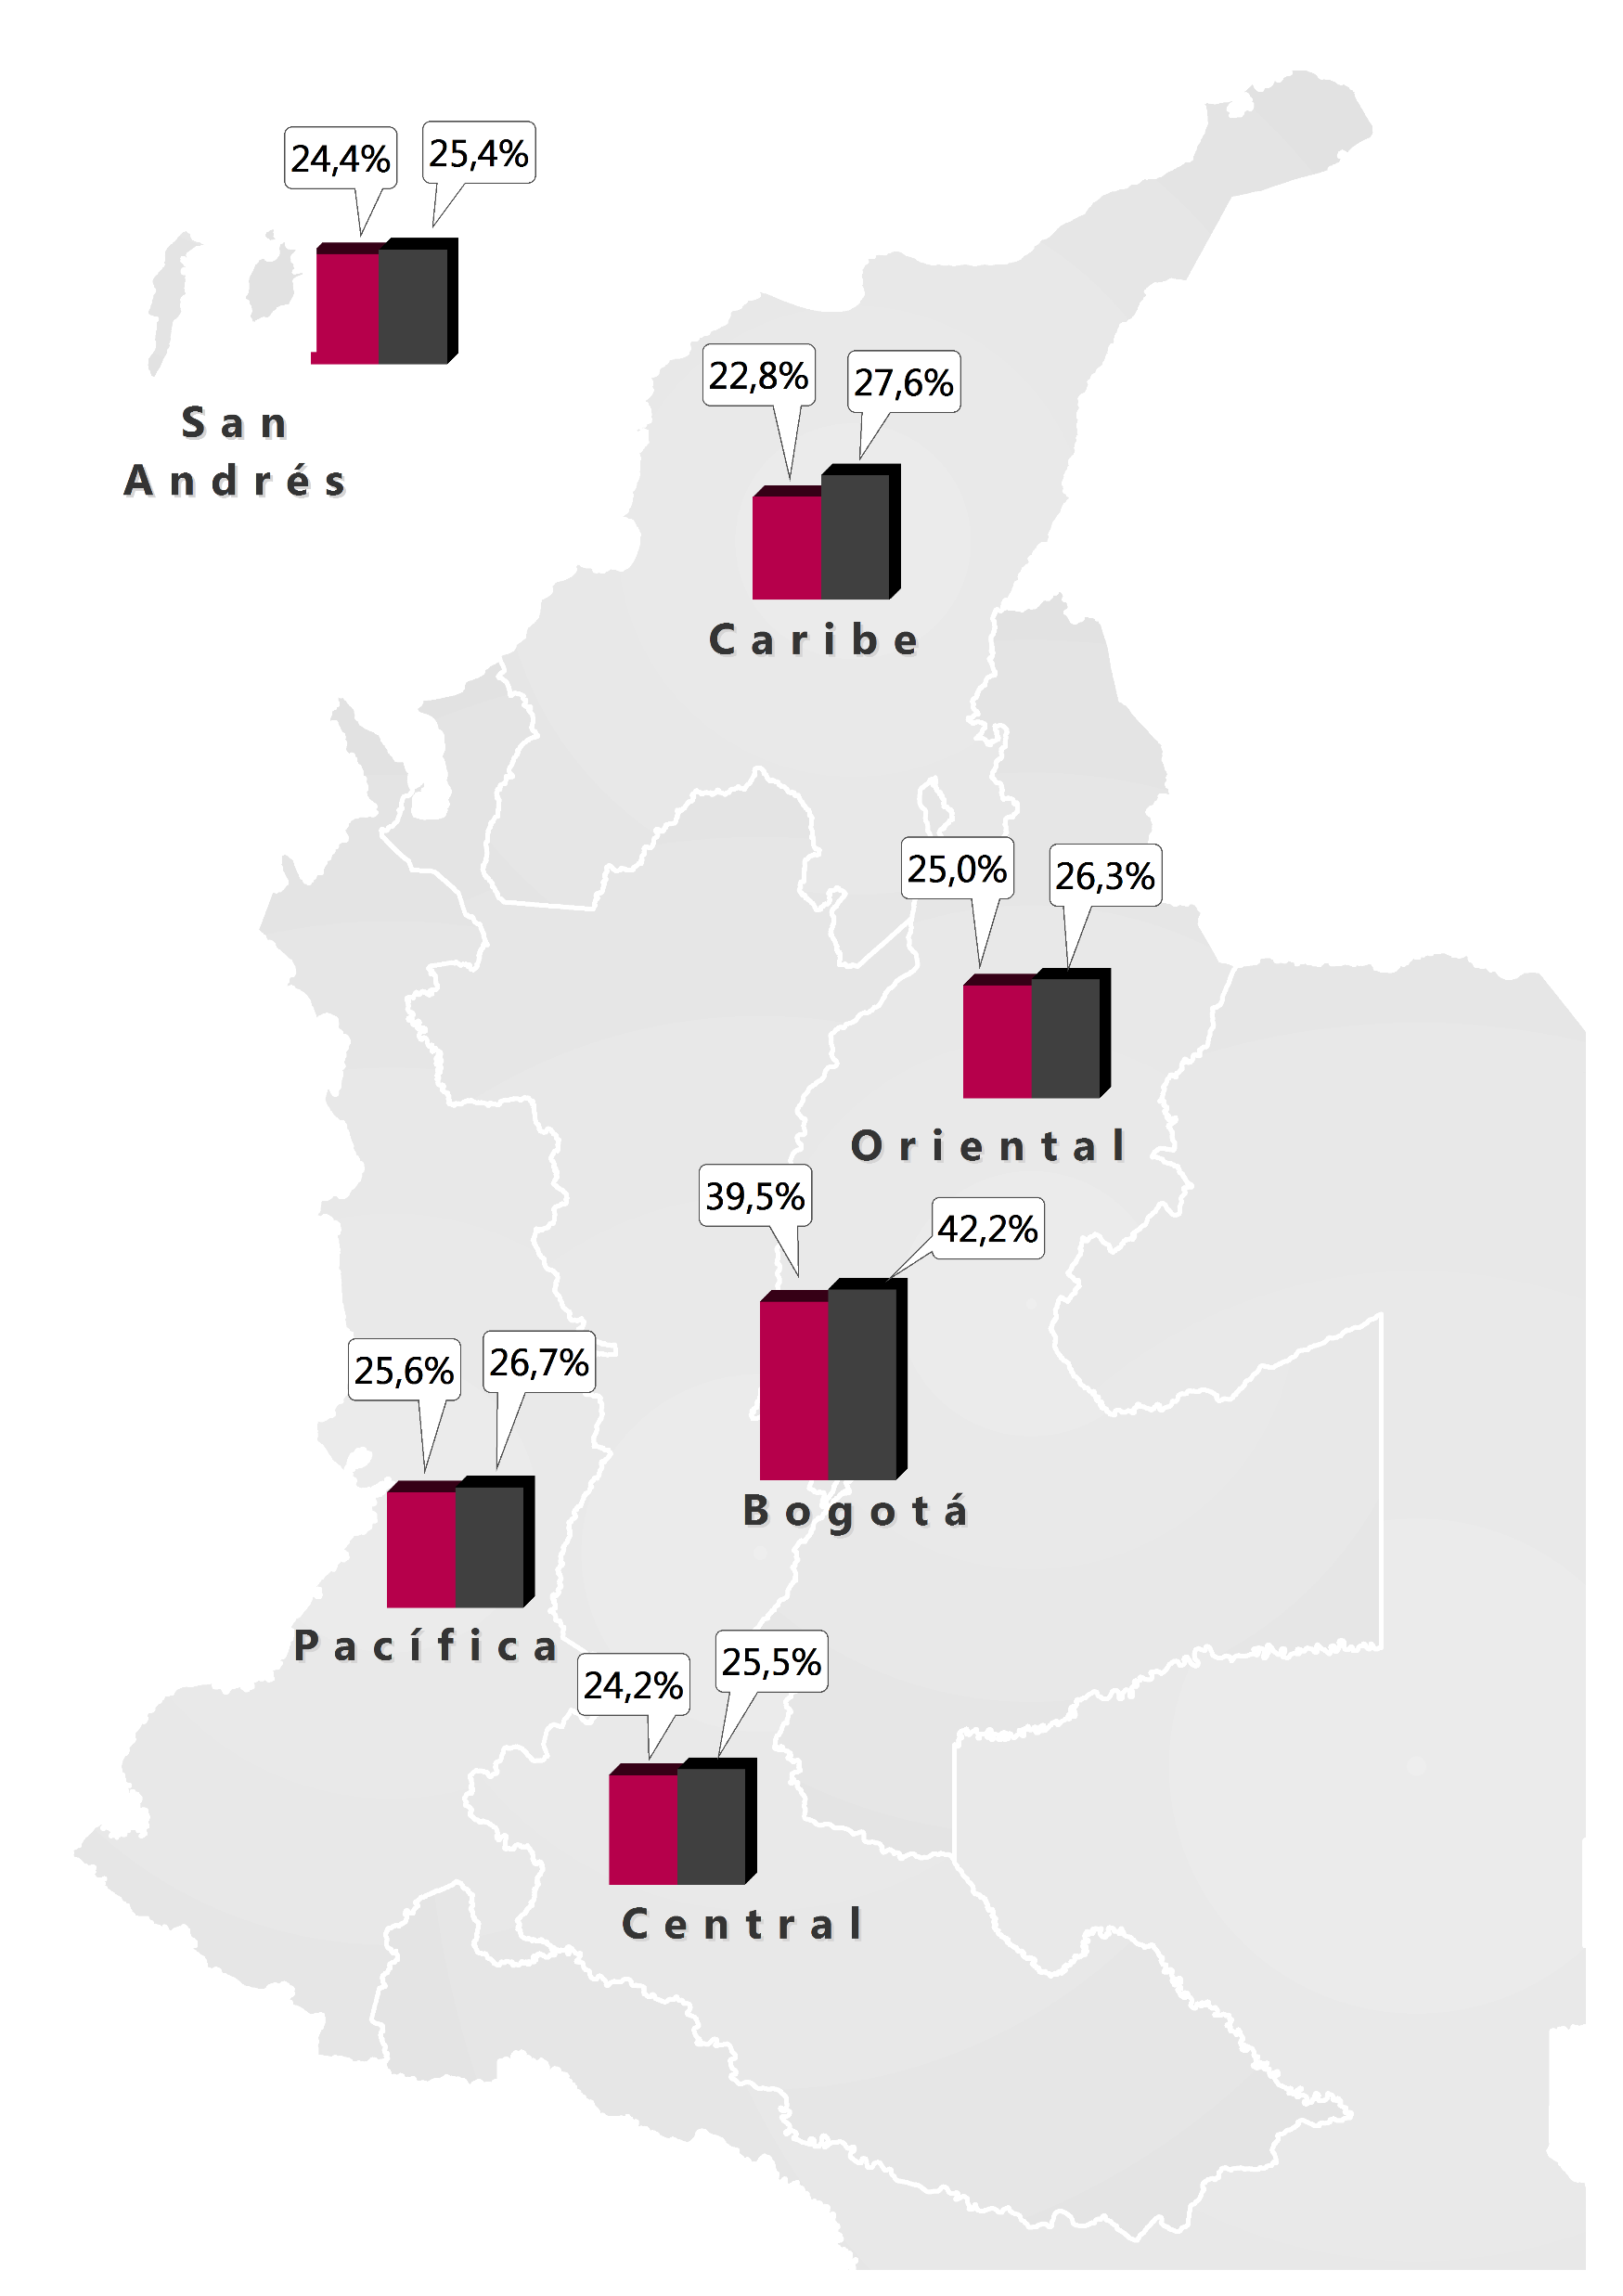 24,4%
25,4%
San
Andrés
22,8%
27,6%
Caribe
25,0%
26,3%
Oriental
39,5%
42,2%
Bogotá
25,6%
26,7%
Pacífica
24,2%
25,5%
Central